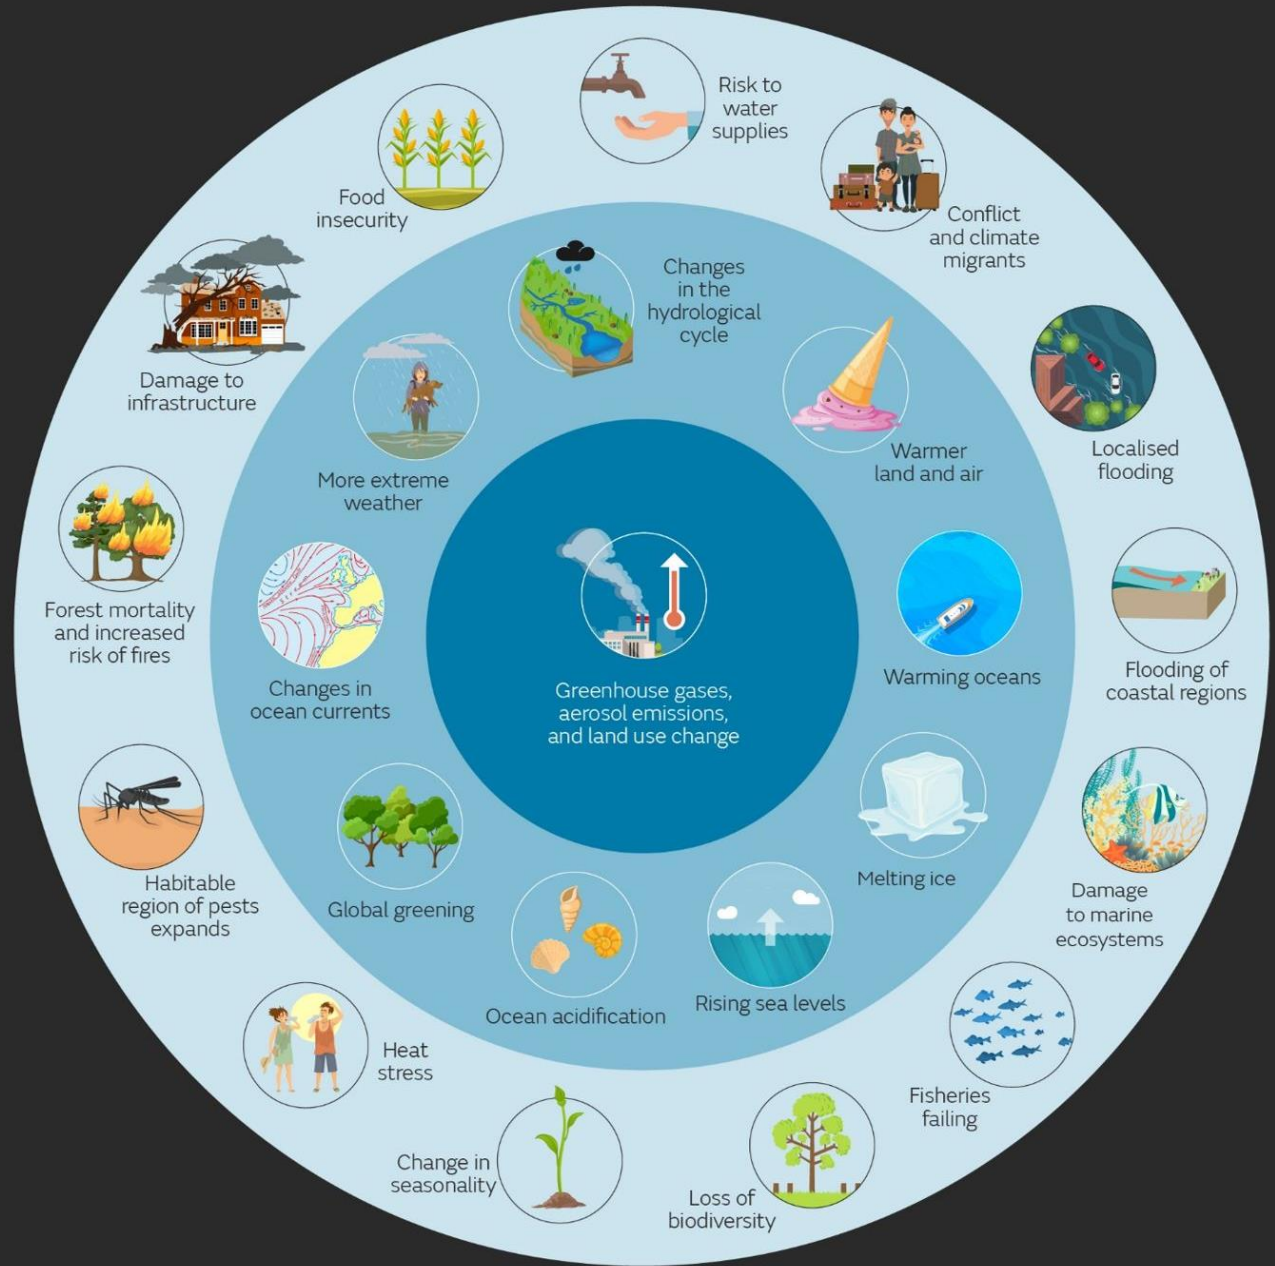 Risk to
water
supplies
Food
insecurity
Conflict
and climate
migrants
Changes
in the
hydrological
cycle
Damage to
infrastructure
More extreme
weather
Warmer
land and air
Localised
flooding
Forest mortality
and increased
risk of fires
Changes in
ocean currents
Greenhouse gases,
aerosol emissions,
and land use change
Warming oceans
Flooding of
coastal regions
Habitable
region of pests
expands
Global greening
Melting ice
Damage
to marine
ecosystems
Ocean acidification
Rising sea levels
Heat
stress
Fisheries
failing
Change in
seasonality
Loss of
biodiversity